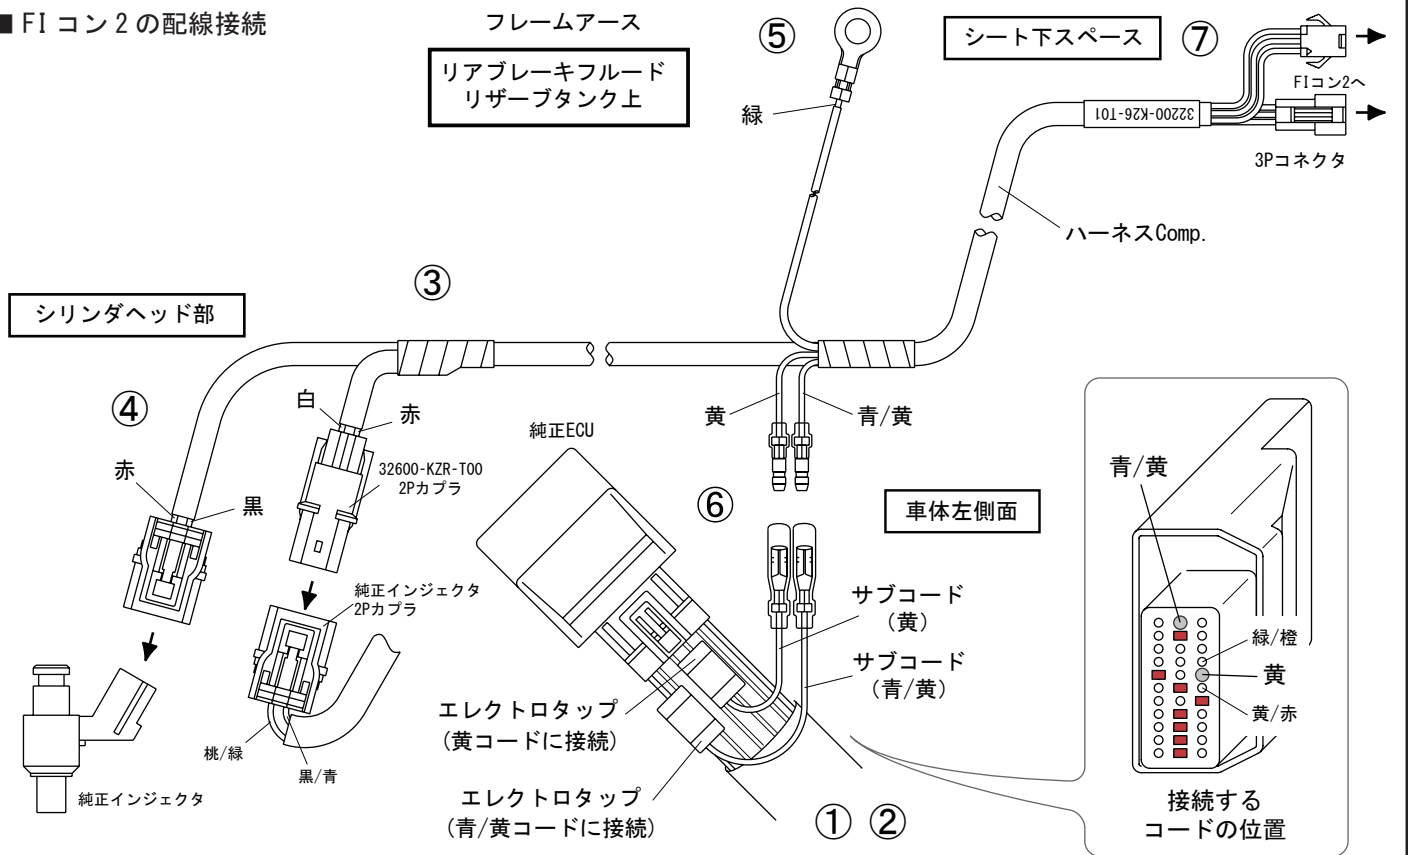 ■ FI コン 2 の配線接続
フレームアース
リアブレーキフルード
リザーブタンク上
⑤
緑
シート下スペース
⑦
FIコン2へ
3Pコネクタ
32200-K26-T01
ハーネスComp.
③
シリンダヘッド部
④
赤
黒
白
赤
32600-KZR-T00
2Pカプラ
純正インジェクタ
2Pカプラ
桃/緑
黒/青
純正インジェクタ
純正ECU
黄
青/黄
⑥
車体左側面
サブコード
(黄)
サブコード
(青/黄)
エレクトロタップ
(黄コードに接続)
エレクトロタップ
(青/黄コードに接続)
① ②
青/黄
緑/橙
黄
黄/赤
接続する
コードの位置